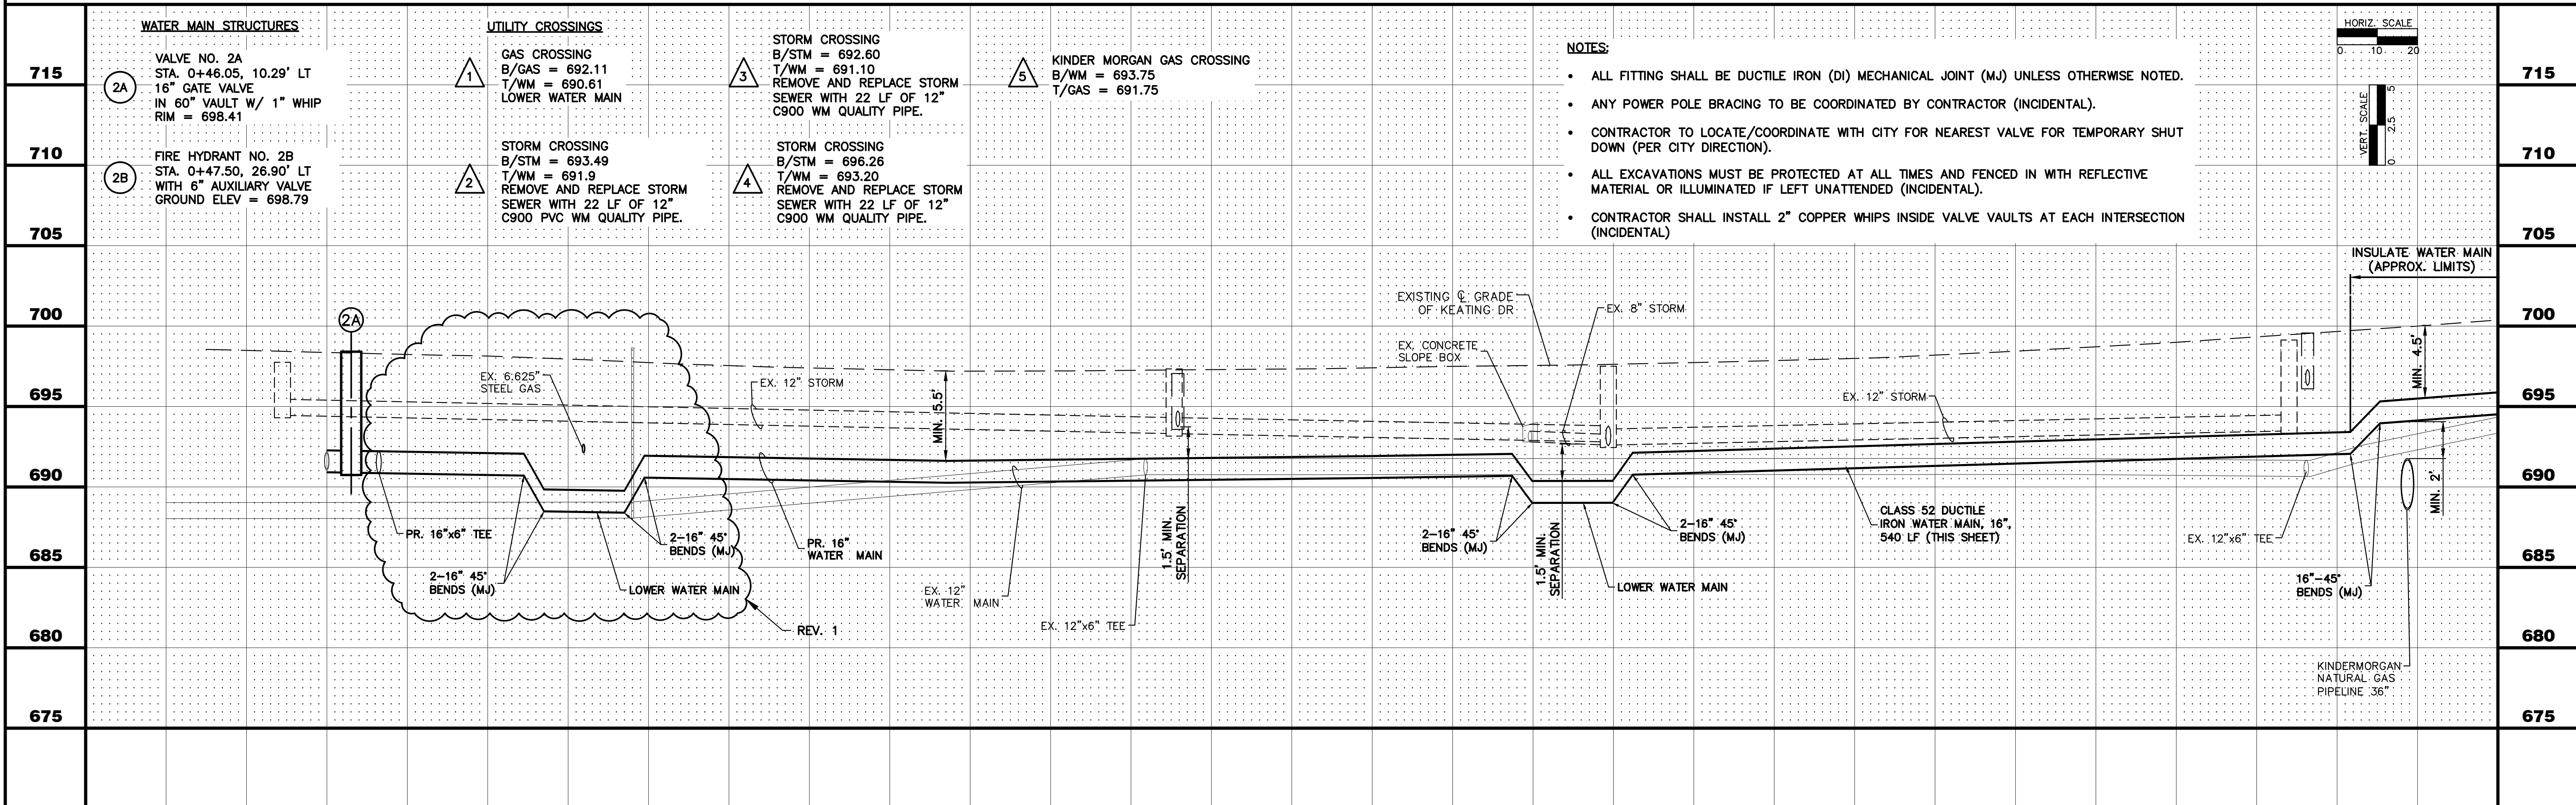 WATER MAIN STRUCTURES
2A
VALVE NO. 2A
STA. 0+46.05, 10.29' LT
16" GATE VALVE
IN 60" VAULT W/ 1" WHIP
RIM = 698.41
2B
FIRE HYDRANT NO. 2B
STA. 0+47.50, 26.90' LT
WITH 6" AUXILIARY VALVE
GROUND ELEV = 698.79
UTILITY CROSSINGS
1
GAS CROSSING
B/GAS = 692.11
T/WM = 690.61
LOWER WATER MAIN
2
STORM CROSSING
B/STM = 693.49
T/WM = 691.9
REMOVE AND REPLACE STORM
SEWER WITH 22 LF OF 12"
C900 PVC WM QUALITY PIPE.
3
STORM CROSSING
B/STM = 692.60
T/WM = 691.10
REMOVE AND REPLACE STORM
SEWER WITH 22 LF OF 12"
C900 WM QUALITY PIPE.
4
STORM CROSSING
B/STM = 696.26
T/WM = 693.20
REMOVE AND REPLACE STORM
SEWER WITH 22 LF OF 12"
C900 WM QUALITY PIPE.
5
KINDER MORGAN GAS CROSSING
B/WM = 693.75
T/GAS = 691.75
NOTES:
• ALL FITTING SHALL BE DUCTILE IRON (DI) MECHANICAL JOINT (MJ) UNLESS OTHERWISE NOTED.
• ANY POWER POLE BRACING TO BE COORDINATED BY CONTRACTOR (INCIDENTAL).
• CONTRACTOR TO LOCATE/COORDINATE WITH CITY FOR NEAREST VALVE FOR TEMPORARY SHUT
DOWN (PER CITY DIRECTION).
• ALL EXCAVATIONS MUST BE PROTECTED AT ALL TIMES AND FENCED IN WITH REFLECTIVE
MATERIAL OR ILLUMINATED IF LEFT UNATTENDED (INCIDENTAL).
• CONTRACTOR SHALL INSTALL 2" COPPER WHIPS INSIDE VALVE VAULTS AT EACH INTERSECTION
(INCIDENTAL)
HORIZ. SCALE
0 10 20
VERT. SCALE
0 2.5 5
715
710
705
700
695
690
685
680
675
715
710
705
700
695
690
685
680
675
INSULATE WATER MAIN
(APPROX. LIMITS)
2A
EX. 6.625"
STEEL GAS
EX. 12" STORM
MIN. 5.5'
EXISTING ℄ GRADE
OF KEATING DR
EX. 8" STORM
EX. CONCRETE
SLOPE BOX
EX. 12" STORM
MIN. 4.5'
PR. 16"x6" TEE
2-16" 45°
BENDS (MJ)
LOWER WATER MAIN
2-16" 45°
BENDS (MJ)
PR. 16"
WATER MAIN
REV. 1
EX. 12"
WATER MAIN
EX. 12"x6" TEE
1.5' MIN.
SEPARATION
2-16" 45°
BENDS (MJ)
1.5' MIN.
SEPARATION
2-16" 45°
BENDS (MJ)
LOWER WATER MAIN
CLASS 52 DUCTILE
IRON WATER MAIN, 16",
540 LF (THIS SHEET)
EX. 12"x6" TEE
16"-45°
BENDS (MJ)
MIN. 2'
KINDERMORGAN
NATURAL GAS
PIPELINE 36"